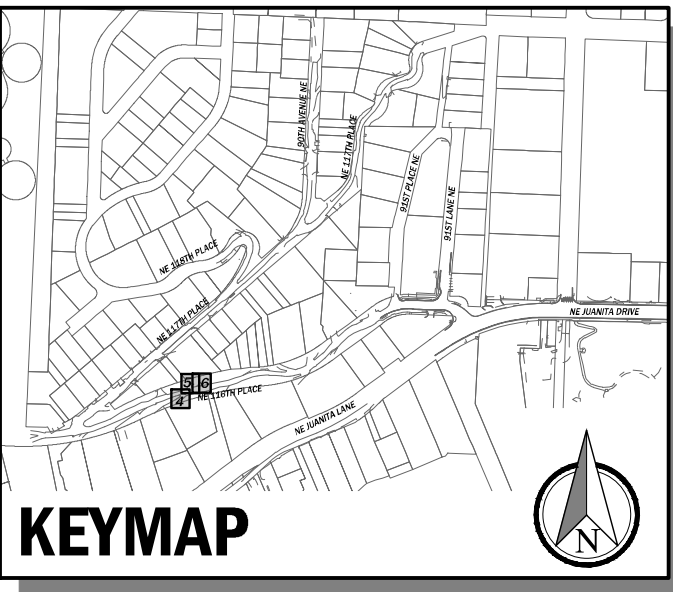 90TH AVENUE NE
NE 117TH PLACE
91ST PLACE NE
91ST LANE NE
NE 118TH PLACE
NE 117TH PLACE
NE JUANITA DRIVE
5 6
4
NE 116TH PLACE
NE JUANITA LANE
KEYMAP
N